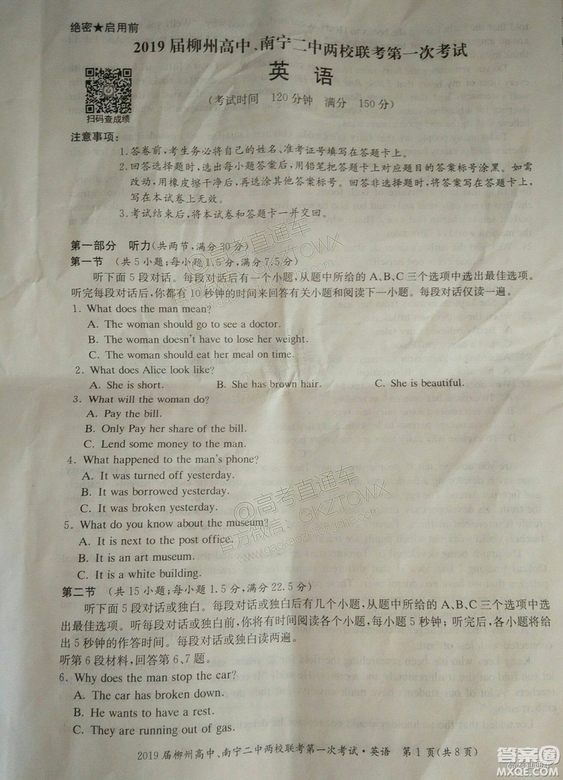 绝密★启用前
2019届柳州高中、南宁二中两校联考第一次考试
英 语
(考试时间 120分钟 满分 150分)
扫码查成绩
注意事项:
1.答卷前,考生务必将自己的姓名、准考证号填写在答题卡上。
2.回答选择题时,选出每小题答案后,用铅笔把答题卡上对应题目的答案标号涂黑。如需
改动,用橡皮擦干净后,再选涂其他答案标号。回答非选择题时,将答案写在答题卡上。写在
本试卷上无效。
3.考试结束后,将本试卷和答题卡一并交回。
第一部分 听力(共两节,满分30分)
第一节 (共5小题;每小题1.5分,满分7.5分)
听下面5段对话。每段对话后有一个小题,从题中所给的A、B、C三个选项中选出最佳选项。
听完每段对话后,你都有10秒钟的时间来回答有关小题和阅读下一小题。每段对话仅读一遍。
1. What does the man mean?
A. The woman should go to see a doctor.
B. The woman doesn't have to lose her weight.
C. The woman should eat her meal on time.
2. What does Alice look like?
A. She is short. B. She has brown hair. C. She is beautiful.
3. What will the woman do?
A. Pay the bill.
B. Only Pay her share of the bill.
C. Lend some money to the man.
4. What happened to the man's phone?
A. It was turned off yesterday.
B. It was borrowed yesterday.
C. It was broken yesterday.
5. What do you know about the museum?
A. It is a small museum.
B. It is an art museum.
C. It is a white building.
第二节 (共15小题;每小题1.5分,满分22.5分)
听下面5段对话或独白。每段对话或独白后有几个小题,从题中所给的A、B、C三个选项中选
出最佳选项。听每段对话或独白前,你将有时间阅读各个小题,每小题5秒钟;听完后,各小题将给
出5秒钟的作答时间。每段对话或独白读两遍。
听第6段材料,回答第6、7题。
6. Why does the man stop the car?
A. The car has broken down.
B. He wants to have a rest.
C. They are running out of gas.
2019届柳州高中、南宁二中两校联考第一次考试·英语 第1页(共8页)
@高考直通车
官方微信:GKZTCWX
答案圈
MXQE.COM